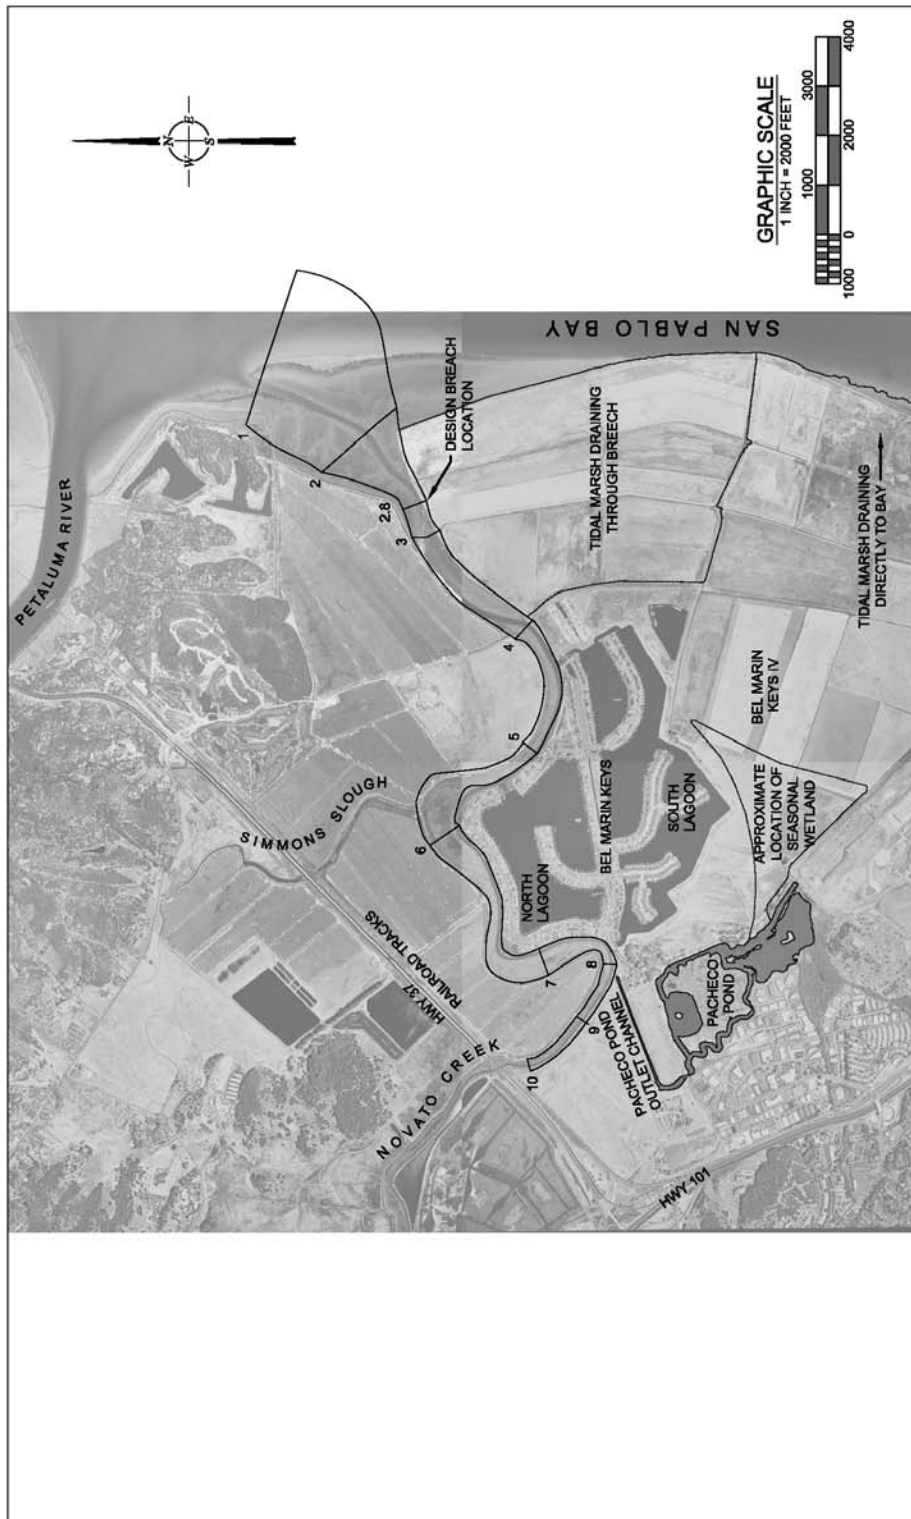 N
W
E
S
GRAPHIC SCALE
1 INCH = 2000 FEET
1000
3000
1000
0
2000
4000
PETALUMA RIVER
SAN PABLO BAY
1
2
2.8
3
DESIGN BREACH
LOCATION
TIDAL MARSH DRAINING
THROUGH BREECH
TIDAL MARSH DRAINING
DIRECTLY TO BAY
4
5
6
7
8
9
10
SIMMONS SLOUGH
HWY 37
RAILROAD TRACKS
NOVATO CREEK
NORTH
LAGOON
BEL MARIN KEYS
SOUTH
LAGOON
BEL MARIN
KEYS IV
APPROXIMATE
LOCATION OF
SEASONAL
WETLAND
PACHECO POND
OUTLET CHANNEL
PACHECO
POND
HWY 101